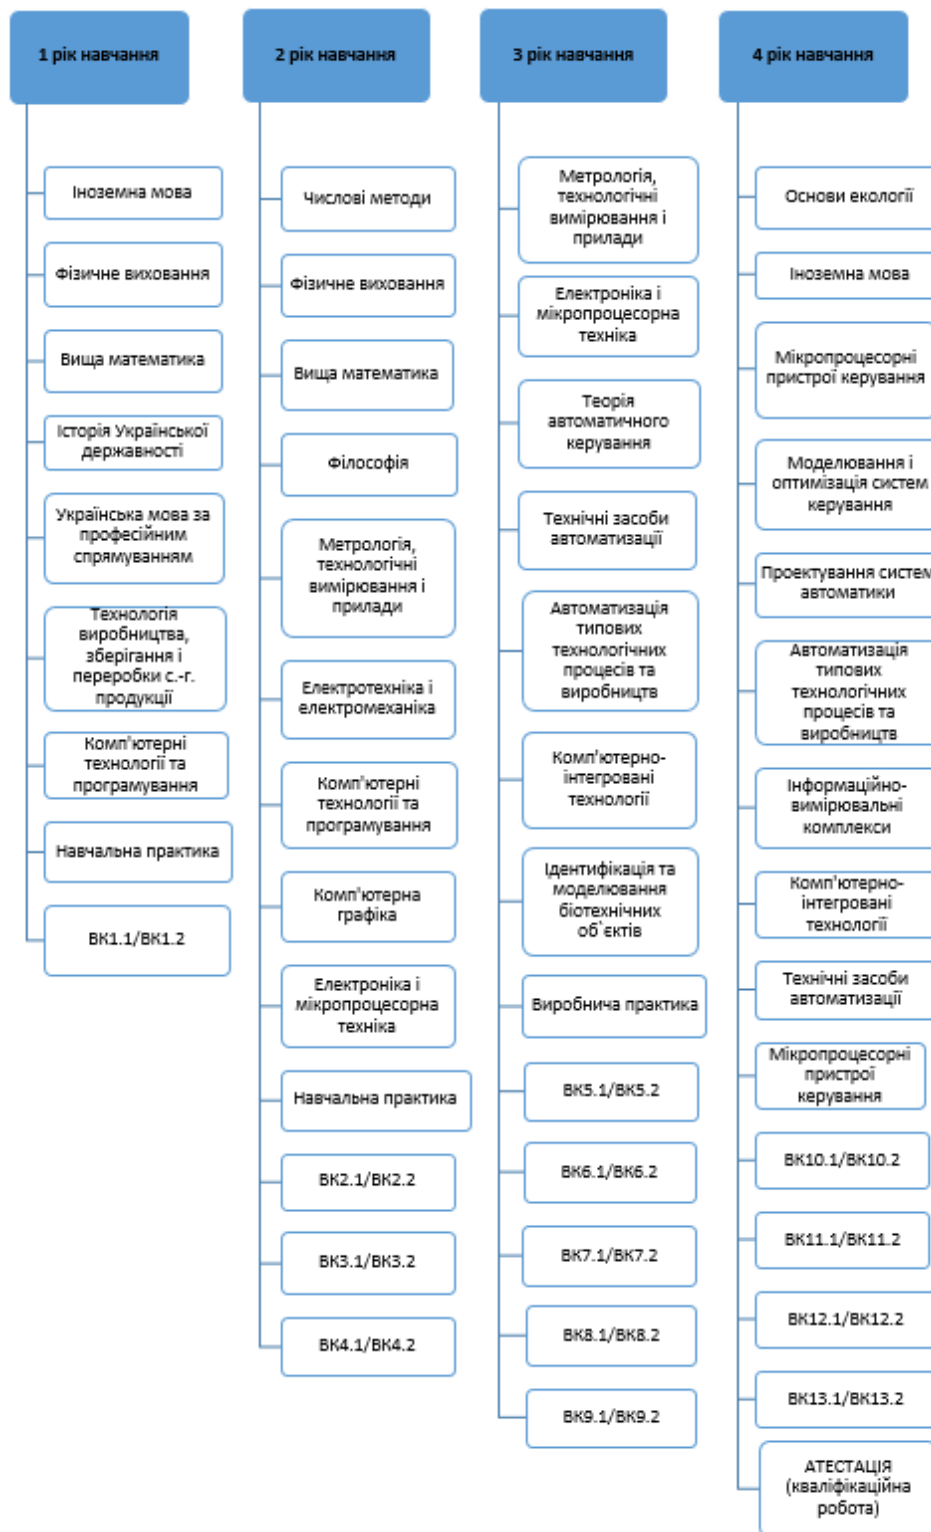 1 рік навчання
Іноземна мова
Фізичне виховання
Вища математика
Історія Української
державності
Українська мова за
професійним
спрямуванням
Технологія
виробництва,
зберігання і
переробки с.-г.
продукції
Комп'ютерні
технології та
програмування
Навчальна практика
ВК1.1/ВК1.2
2 рік навчання
Числові методи
Фізичне виховання
Вища математика
Філософія
Метрологія,
технологічні
вимірювання і
прилади
Електротехніка і
електромеханіка
Комп'ютерні
технології та
програмування
Комп'ютерна
графіка
Електроніка і
мікропроцесорна
техніка
Навчальна практика
ВК2.1/ВК2.2
ВК3.1/ВК3.2
ВК4.1/ВК4.2
3 рік навчання
Метрологія,
технологічні
вимірювання і
прилади
Електроніка і
мікропроцесорна
техніка
Теорія
автоматичного
керування
Технічні засоби
автоматизації
Автоматизація
типових
технологічних
процесів та
виробництв
Комп'ютерно-
інтегровані
технології
Ідентифікація та
моделювання
біотехнічних
об`єктів
Виробнича практика
ВК5.1/ВК5.2
ВК6.1/ВК6.2
ВК7.1/ВК7.2
ВК8.1/ВК8.2
ВК9.1/ВК9.2
4 рік навчання
Основи екології
Іноземна мова
Мікропроцесорні
пристрої керування
Моделювання і
оптимізація систем
керування
Проектування систем
автоматики
Автоматизація
типових
технологічних
процесів та
виробництв
Інформаційно-
вимірювальні
комплекси
Комп'ютерно-
інтегровані
технології
Технічні засоби
автоматизації
Мікропроцесорні
пристрої
керування
ВК10.1/ВК10.2
ВК11.1/ВК11.2
ВК12.1/ВК12.2
ВК13.1/ВК13.2
АТЕСТАЦІЯ
(кваліфікаційна
робота)